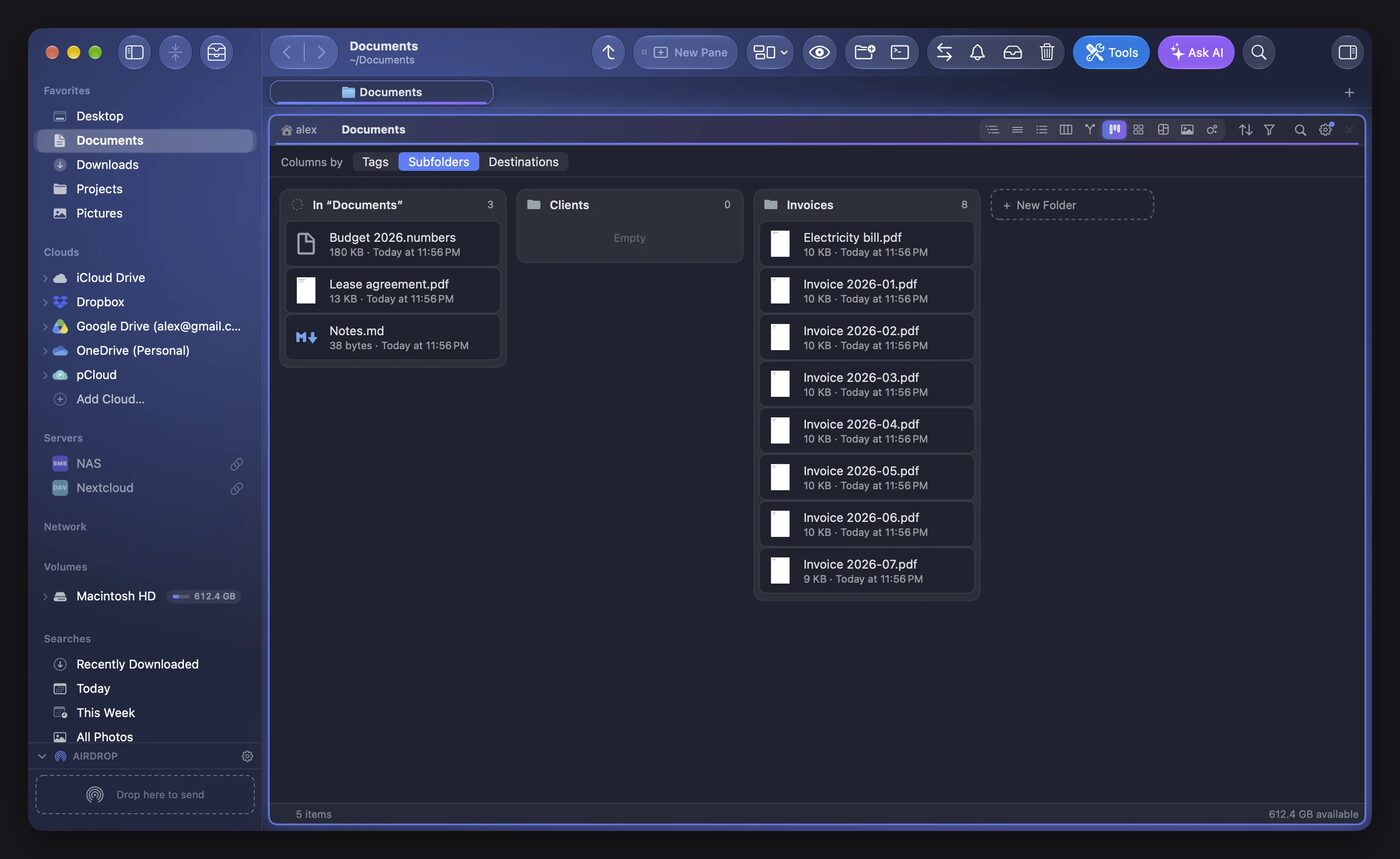 Documents
~/Documents
New Pane
Tools
Ask AI
Favorites
Desktop
Documents
Downloads
Projects
Pictures
Clouds
iCloud Drive
Dropbox
Google Drive (alex@gmail.c...
OneDrive (Personal)
pCloud
Add Cloud...
Servers
SMB NAS
DAV Nextcloud
Network
Volumes
Macintosh HD 612.4 GB
Searches
Recently Downloaded
Today
This Week
All Photos
AIRDROP
Drop here to send
Documents
alex Documents
Columns by Tags Subfolders Destinations
In “Documents” 3
Budget 2026.numbers
180 KB · Today at 11:56 PM
Lease agreement.pdf
13 KB · Today at 11:56 PM
Notes.md
38 bytes · Today at 11:56 PM
Clients 0
Empty
Invoices 8
Electricity bill.pdf
10 KB · Today at 11:56 PM
Invoice 2026-01.pdf
10 KB · Today at 11:56 PM
Invoice 2026-02.pdf
10 KB · Today at 11:56 PM
Invoice 2026-03.pdf
10 KB · Today at 11:56 PM
Invoice 2026-04.pdf
10 KB · Today at 11:56 PM
Invoice 2026-05.pdf
10 KB · Today at 11:56 PM
Invoice 2026-06.pdf
10 KB · Today at 11:56 PM
Invoice 2026-07.pdf
9 KB · Today at 11:56 PM
+ New Folder
5 items
612.4 GB available